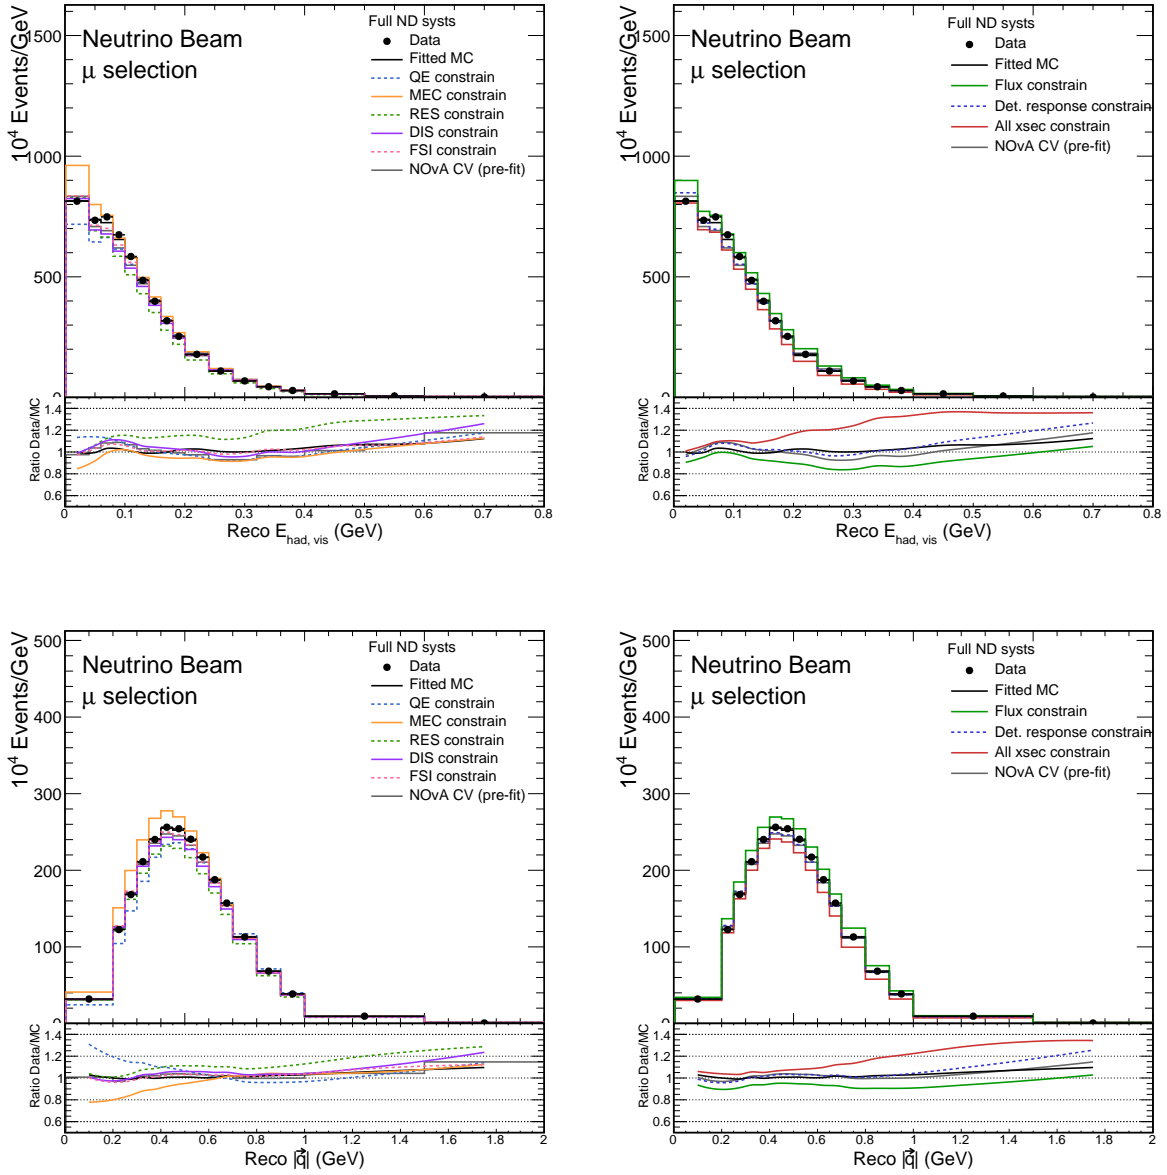 10⁴ Events/GeV
1500
1000
500
0
Neutrino Beam
μ selection
Full ND systs
Data
Fitted MC
QE constrain
MEC constrain
RES constrain
DIS constrain
FSI constrain
NOvA CV (pre-fit)
Ratio Data/MC
1.4
1.2
1
0.8
0.6
0 0.1 0.2 0.3 0.4 0.5 0.6 0.7 0.8
Reco E_had, vis (GeV)
10⁴ Events/GeV
1500
1000
500
0
Neutrino Beam
μ selection
Full ND systs
Data
Fitted MC
Flux constrain
Det. response constrain
All xsec constrain
NOvA CV (pre-fit)
Ratio Data/MC
1.4
1.2
1
0.8
0.6
0 0.1 0.2 0.3 0.4 0.5 0.6 0.7 0.8
Reco E_had, vis (GeV)
10⁴ Events/GeV
500
400
300
200
100
0
Neutrino Beam
μ selection
Full ND systs
Data
Fitted MC
QE constrain
MEC constrain
RES constrain
DIS constrain
FSI constrain
NOvA CV (pre-fit)
Ratio Data/MC
1.4
1.2
1
0.8
0.6
0 0.2 0.4 0.6 0.8 1 1.2 1.4 1.6 1.8 2
Reco |q⃗| (GeV)
10⁴ Events/GeV
500
400
300
200
100
0
Neutrino Beam
μ selection
Full ND systs
Data
Fitted MC
Flux constrain
Det. response constrain
All xsec constrain
NOvA CV (pre-fit)
Ratio Data/MC
1.4
1.2
1
0.8
0.6
0 0.2 0.4 0.6 0.8 1 1.2 1.4 1.6 1.8 2
Reco |q⃗| (GeV)